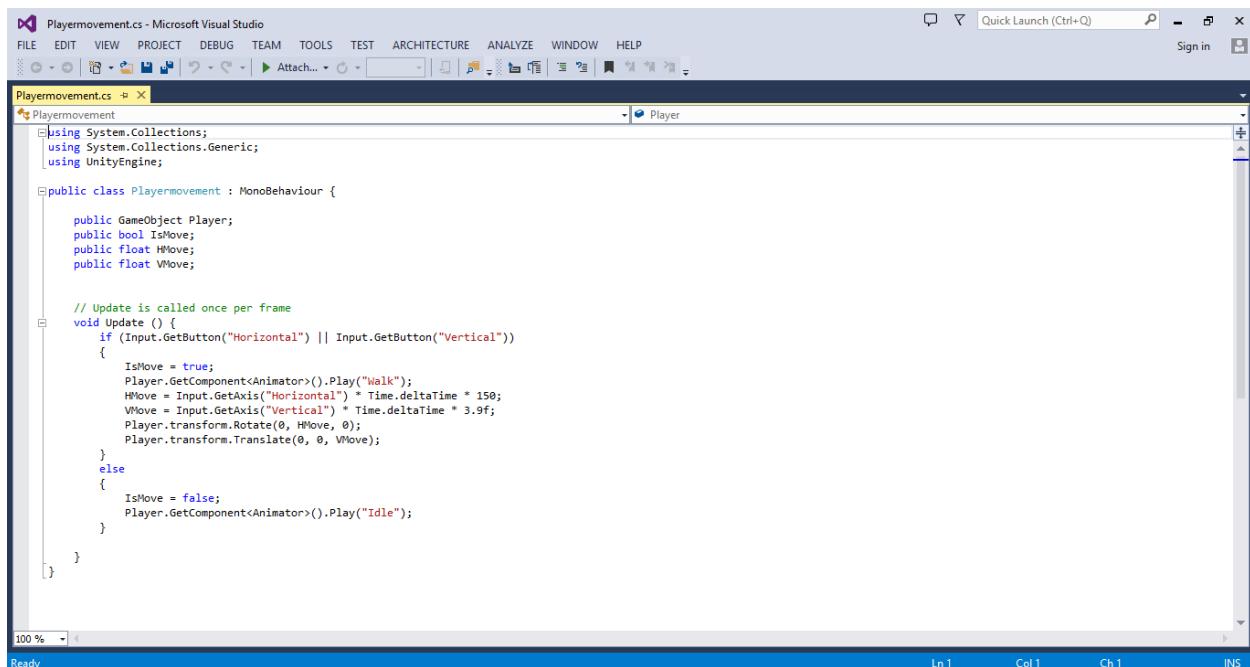 Playermovement.cs - Microsoft Visual Studio
Quick Launch (Ctrl+Q)
FILE EDIT VIEW PROJECT DEBUG TEAM TOOLS TEST ARCHITECTURE ANALYZE WINDOW HELP
Sign in
Attach...
Playermovement.cs
Playermovement
Player
using System.Collections;
using System.Collections.Generic;
using UnityEngine;
public class Playermovement : MonoBehaviour {
public GameObject Player;
public bool IsMove;
public float HMove;
public float VMove;
// Update is called once per frame
void Update () {
if (Input.GetButton("Horizontal") || Input.GetButton("Vertical"))
{
IsMove = true;
Player.GetComponent<Animator>().Play("Walk");
HMove = Input.GetAxis("Horizontal") * Time.deltaTime * 150;
VMove = Input.GetAxis("Vertical") * Time.deltaTime * 3.9f;
Player.transform.Rotate(0, HMove, 0);
Player.transform.Translate(0, 0, VMove);
}
else
{
IsMove = false;
Player.GetComponent<Animator>().Play("Idle");
}
}
}
100 %
Ready
Ln 1 Col 1 Ch 1 INS